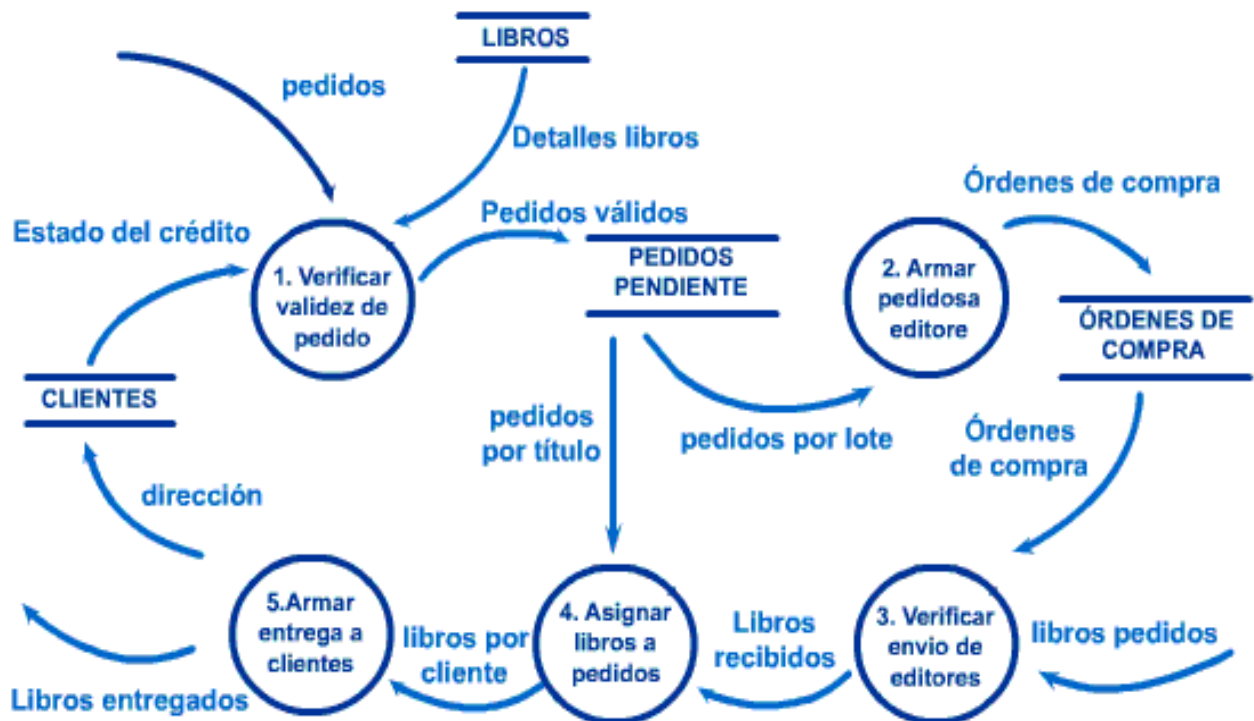 LIBROS
pedidos
Detalles libros
Órdenes de compra
Estado del crédito
Pedidos válidos
1. Verificar
validez de
pedido
PEDIDOS
PENDIENTE
2. Armar
pedidosa
editore
ÓRDENES DE
COMPRA
CLIENTES
pedidos
por título
pedidos por lote
Órdenes
de compra
dirección
5.Armar
entrega a
clientes
libros por
cliente
4. Asignar
libros a
pedidos
Libros
recibidos
3. Verificar
envio de
editores
libros pedidos
Libros entregados